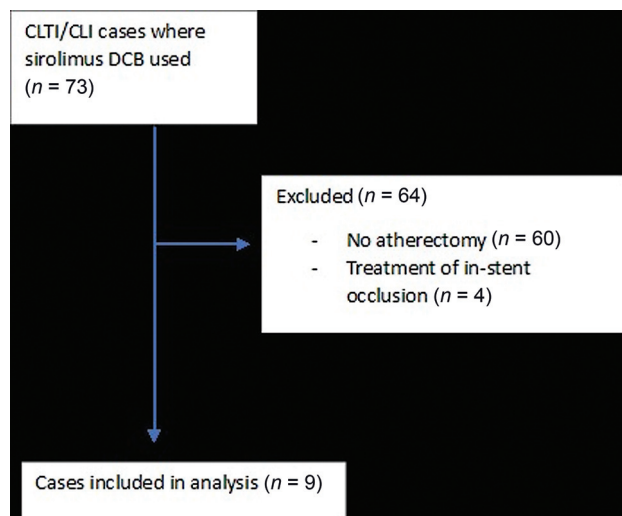 CLTI/CLI cases where
sirolimus DCB used
(n = 73)
Excluded (n = 64)
- No atherectomy (n = 60)
- Treatment of in-stent
occlusion (n = 4)
Cases included in analysis (n = 9)